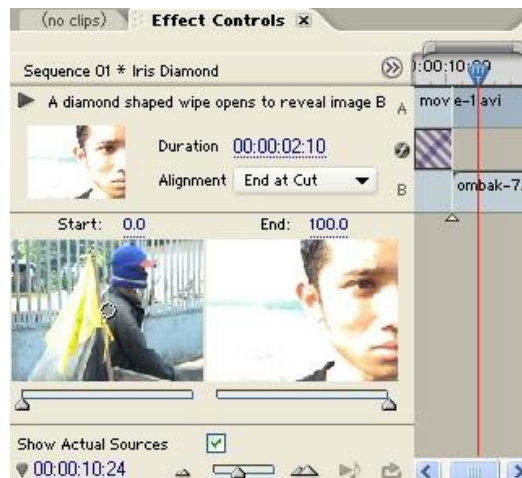 (no clips) Effect Controls x
Sequence 01 * Iris Diamond
A diamond shaped wipe opens to reveal image B
Duration 00:00:02:10
Alignment End at Cut
Start: 0.0 End: 100.0
Show Actual Sources
00:00:10:24
A movie-1.avi
B ombak-7.